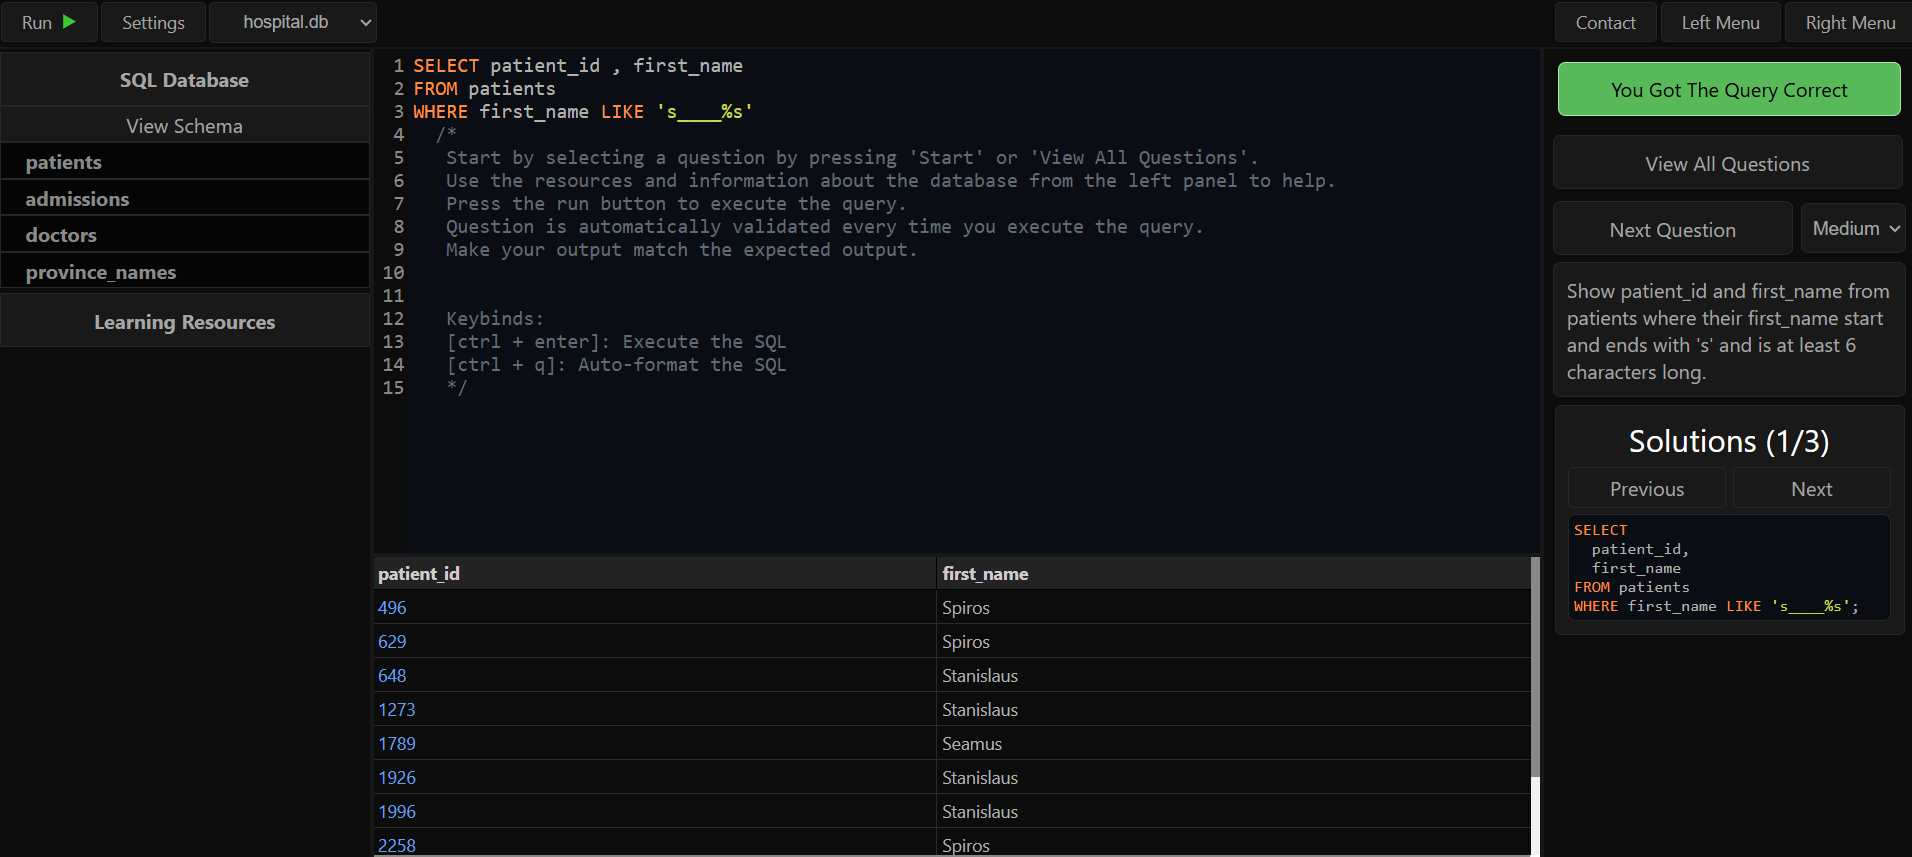 Run
Settings
hospital.db
Contact
Left Menu
Right Menu
SQL Database
View Schema
patients
admissions
doctors
province_names
Learning Resources
1 SELECT patient_id , first_name
2 FROM patients
3 WHERE first_name LIKE 's____%s'
4 /*
5 Start by selecting a question by pressing 'Start' or 'View All Questions'.
6 Use the resources and information about the database from the left panel to help.
7 Press the run button to execute the query.
8 Question is automatically validated every time you execute the query.
9 Make your output match the expected output.
10
11
12 Keybinds:
13 [ctrl + enter]: Execute the SQL
14 [ctrl + q]: Auto-format the SQL
15 */
patient_id first_name
496 Spiros
629 Spiros
648 Stanislaus
1273 Stanislaus
1789 Seamus
1926 Stanislaus
1996 Stanislaus
2258 Spiros
You Got The Query Correct
View All Questions
Next Question
Medium
Show patient_id and first_name from
patients where their first_name start
and ends with 's' and is at least 6
characters long.
Solutions (1/3)
Previous
Next
SELECT
patient_id,
first_name
FROM patients
WHERE first_name LIKE 's____%s';